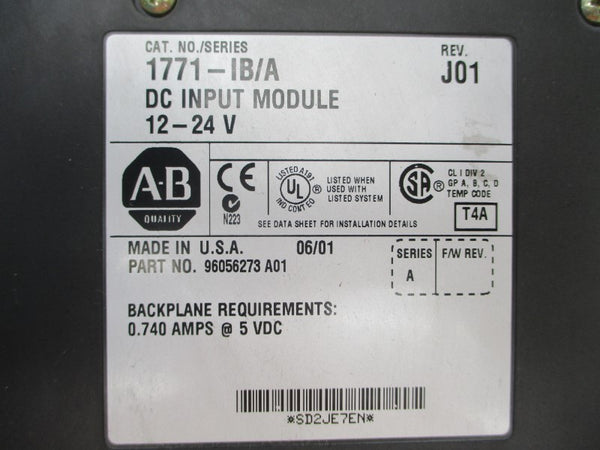 CAT. NO./SERIES
REV.
1771-IB/A
J01
DC INPUT MODULE
12-24 V
A-B
QUALITY
CE
N223
LISTED A191
UL
IND CONT EQ
®
LISTED WHEN
USED WITH
LISTED SYSTEM
SA
®
CL I DIV 2
GP A, B, C, D
TEMP CODE
T4A
SEE DATA SHEET FOR INSTALLATION DETAILS
MADE IN U.S.A. 06/01
PART NO. 96056273 A01
SERIES
A
F/W REV.
BACKPLANE REQUIREMENTS:
0.740 AMPS @ 5 VDC
*SD2JE7EN*